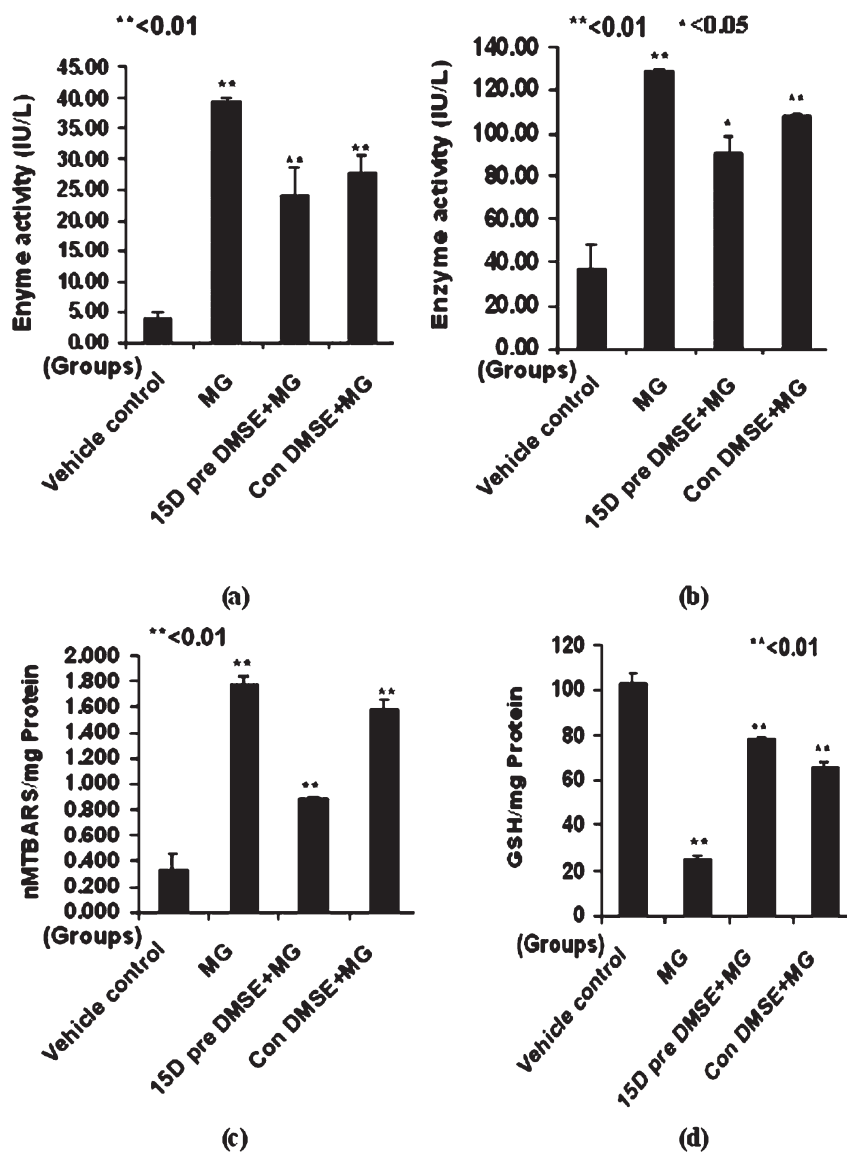 **<0.01
45.00
40.00
35.00
30.00
25.00
20.00
15.00
10.00
5.00
0.00
Enyme activity (IU/L)
** ** ** **
(Groups)
Vehicle control
MG
15D pre DMSE+MG
Con DMSE+MG
(a)
**<0.01 *<0.05
140.00
120.00
100.00
80.00
60.00
40.00
20.00
0.00
Enzyme activity (IU/L)
** * **
(Groups)
Vehicle control
MG
15D pre DMSE+MG
Con DMSE+MG
(b)
**<0.01
2.000
1.800
1.600
1.400
1.200
1.000
0.800
0.600
0.400
0.200
0.000
nMTBARS/mg Protein
** ** **
(Groups)
Vehicle control
MG
15D pre DMSE+MG
Con DMSE+MG
(c)
**<0.01
120
100
80
60
40
20
0
GSH/mg Protein
** ** **
(Groups)
Vehicle control
MG
15D pre DMSE+MG
Con DMSE+MG
(d)